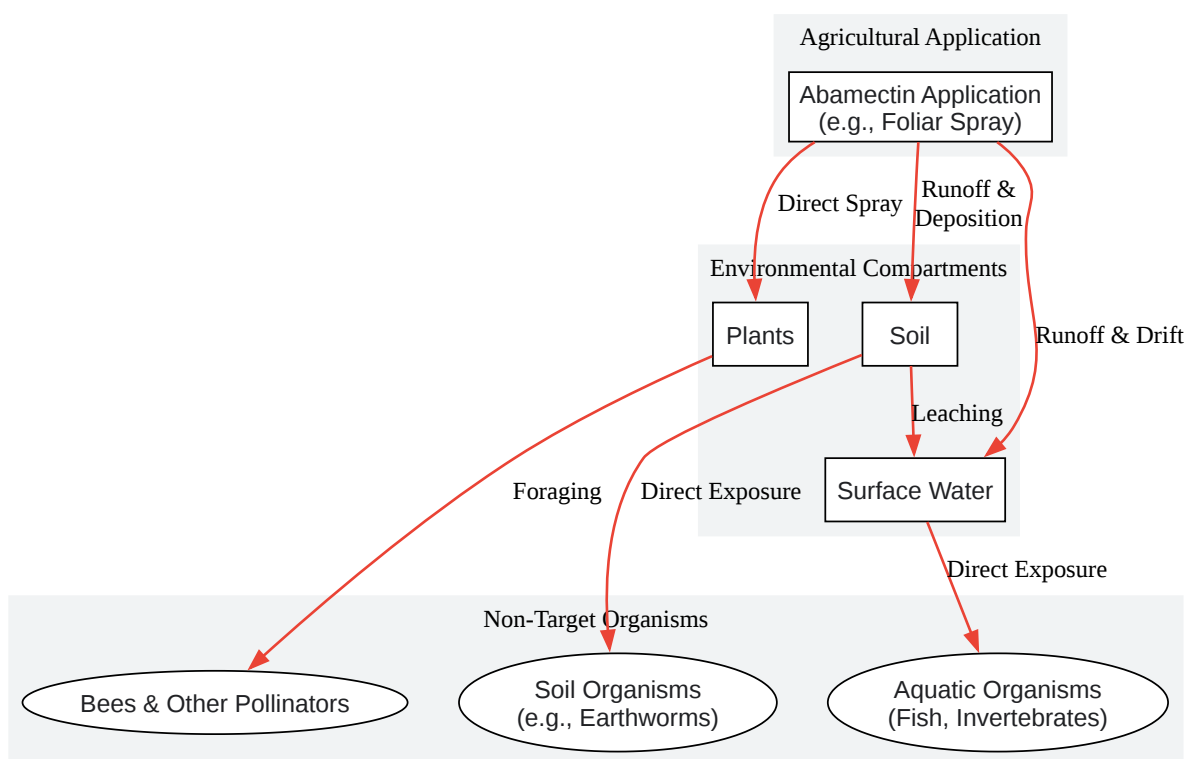 Agricultural Application
Abamectin Application
(e.g., Foliar Spray)
Direct Spray
Runoff &
Deposition
Environmental Compartments
Plants
Soil
Runoff & Drift
Leaching
Surface Water
Foraging
Direct Exposure
Direct Exposure
Non-Target Organisms
Bees & Other Pollinators
Soil Organisms
(e.g., Earthworms)
Aquatic Organisms
(Fish, Invertebrates)